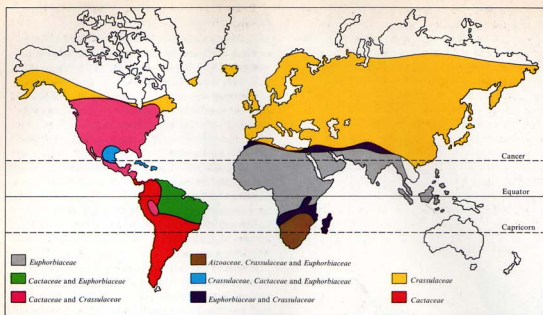 Cancer
Equator
Capricorn
Euphorbiaceae
Aizoaceae, Crassulaceae and Euphorbiaceae
Cactaceae and Euphorbiaceae
Crassulaceae, Cactaceae and Euphorbiaceae
Crassulaceae
Cactaceae and Crassulaceae
Euphorbiaceae and Crassulaceae
Cactaceae